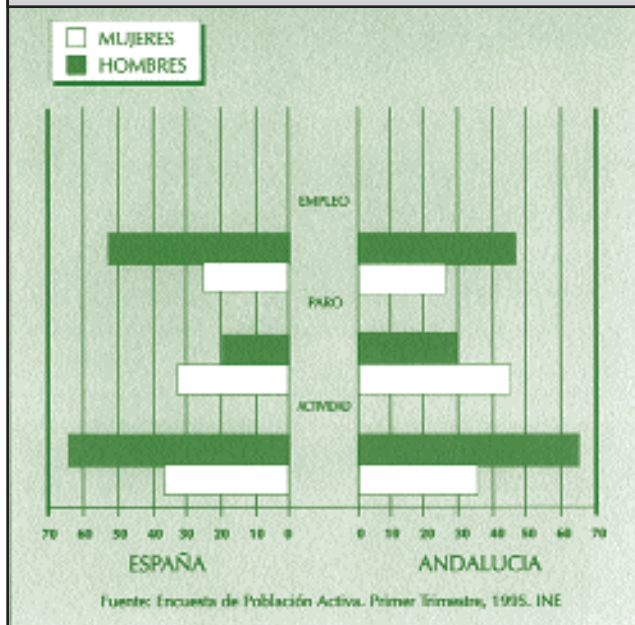 MUJERES
HOMBRES
EMPLEO
PARO
ACTIVIDAD
70 60 50 40 30 20 10 0
0 10 20 30 40 50 60 70
ESPAÑA
ANDALUCIA
Fuente: Encuesta de Población Activa. Primer Trimestre, 1995. INE